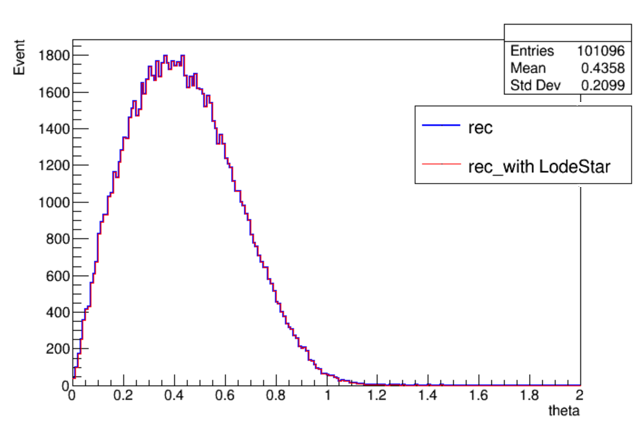 Event
Entries 101096
Mean 0.4358
Std Dev 0.2099
rec
rec_with LodeStar
1800
1600
1400
1200
1000
800
600
400
200
0
0 0.2 0.4 0.6 0.8 1 1.2 1.4 1.6 1.8 2
theta